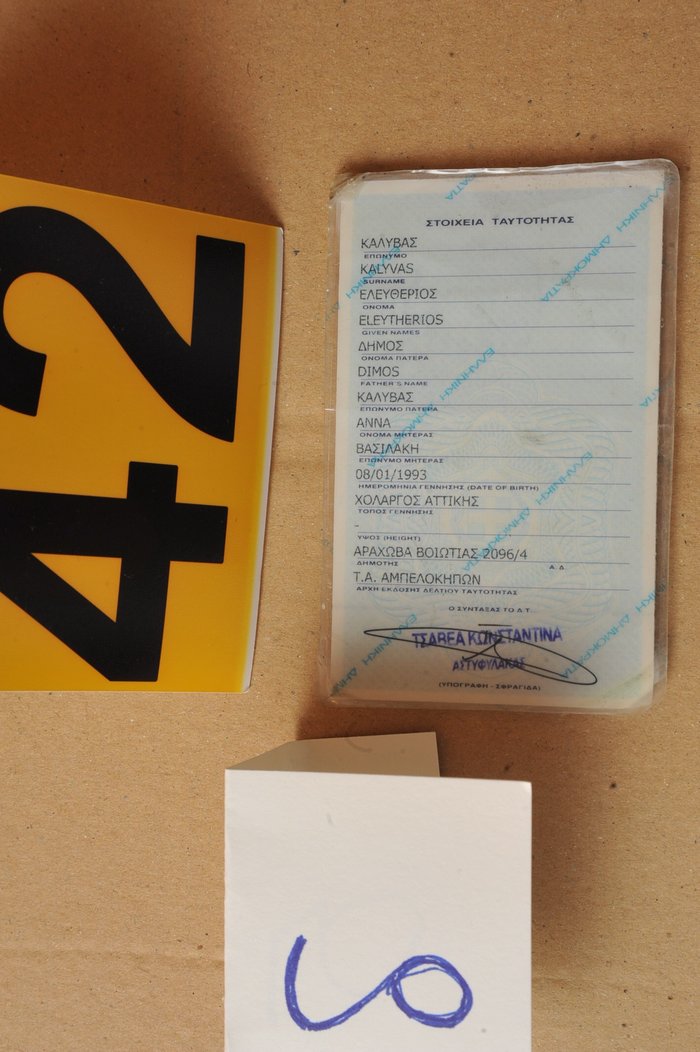 42
ΣΤΟΙΧΕΙΑ ΤΑΥΤΟΤΗΤΑΣ
ΚΑΛΥΒΑΣ
ΕΠΩΝΥΜΟ
KALYVAS
SURNAME
ΕΛΕΥΘΕΡΙΟΣ
ΟΝΟΜΑ
ELEYTHERIOS
GIVEN NAMES
ΔΗΜΟΣ
ΟΝΟΜΑ ΠΑΤΕΡΑ
DIMOS
FATHER'S NAME
ΚΑΛΥΒΑΣ
ΕΠΩΝΥΜΟ ΠΑΤΕΡΑ
ΑΝΝΑ
ΟΝΟΜΑ ΜΗΤΕΡΑΣ
ΒΑΣΙΛΑΚΗ
ΕΠΩΝΥΜΟ ΜΗΤΕΡΑΣ
08/01/1993
ΗΜΕΡΟΜΗΝΙΑ ΓΕΝΝΗΣΗΣ (DATE OF BIRTH)
ΧΟΛΑΡΓΟΣ ΑΤΤΙΚΗΣ
ΤΟΠΟΣ ΓΕΝΝΗΣΗΣ
-
ΥΨΟΣ (HEIGHT)
ΑΡΑΧΩΒΑ ΒΟΙΩΤΙΑΣ 2096/4
ΔΗΜΟΤΗΣ Α.Δ.
Τ.Α. ΑΜΠΕΛΟΚΗΠΩΝ
ΑΡΧΗ ΕΚΔΟΣΗΣ ΔΕΛΤΙΟΥ ΤΑΥΤΟΤΗΤΑΣ
Ο ΣΥΝΤΑΞΑΣ ΤΟ Δ.Τ.
ΤΣΑΒΕΑ ΚΩΝΣΤΑΝΤΙΝΑ
ΑΣΤΥΦΥΛΑΚΑΣ
(ΥΠΟΓΡΑΦΗ - ΣΦΡΑΓΙΔΑ)
ΕΛΛΗΝΙΚΗ ΔΗΜΟΚΡΑΤΙΑ